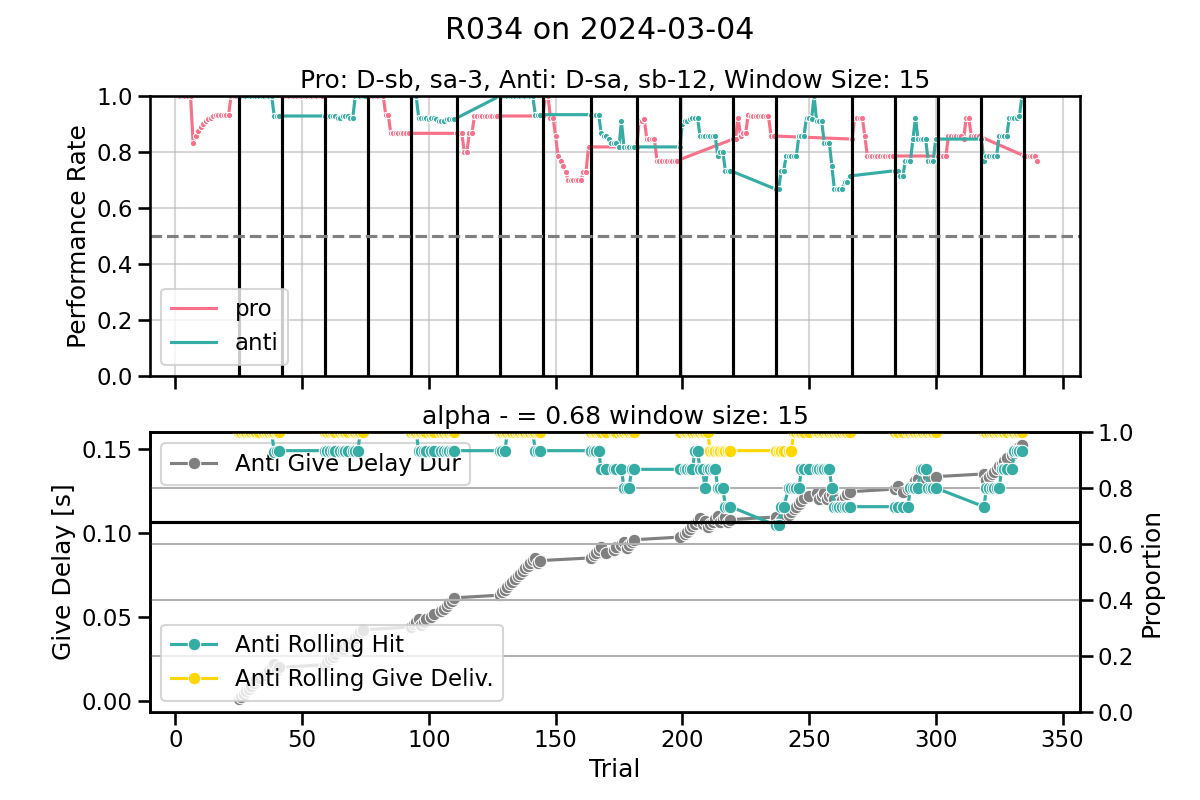 R034 on 2024-03-04
Pro: D-sb, sa-3, Anti: D-sa, sb-12, Window Size: 15
1.0
0.8
0.6
0.4
0.2
0.0
Performance Rate
pro
anti
alpha - = 0.68 window size: 15
0.15
0.10
0.05
0.00
Give Delay [s]
Anti Give Delay Dur
Anti Rolling Hit
Anti Rolling Give Deliv.
1.0
0.8
0.6
0.4
0.2
0.0
Proportion
0 50 100 150 200 250 300 350
Trial